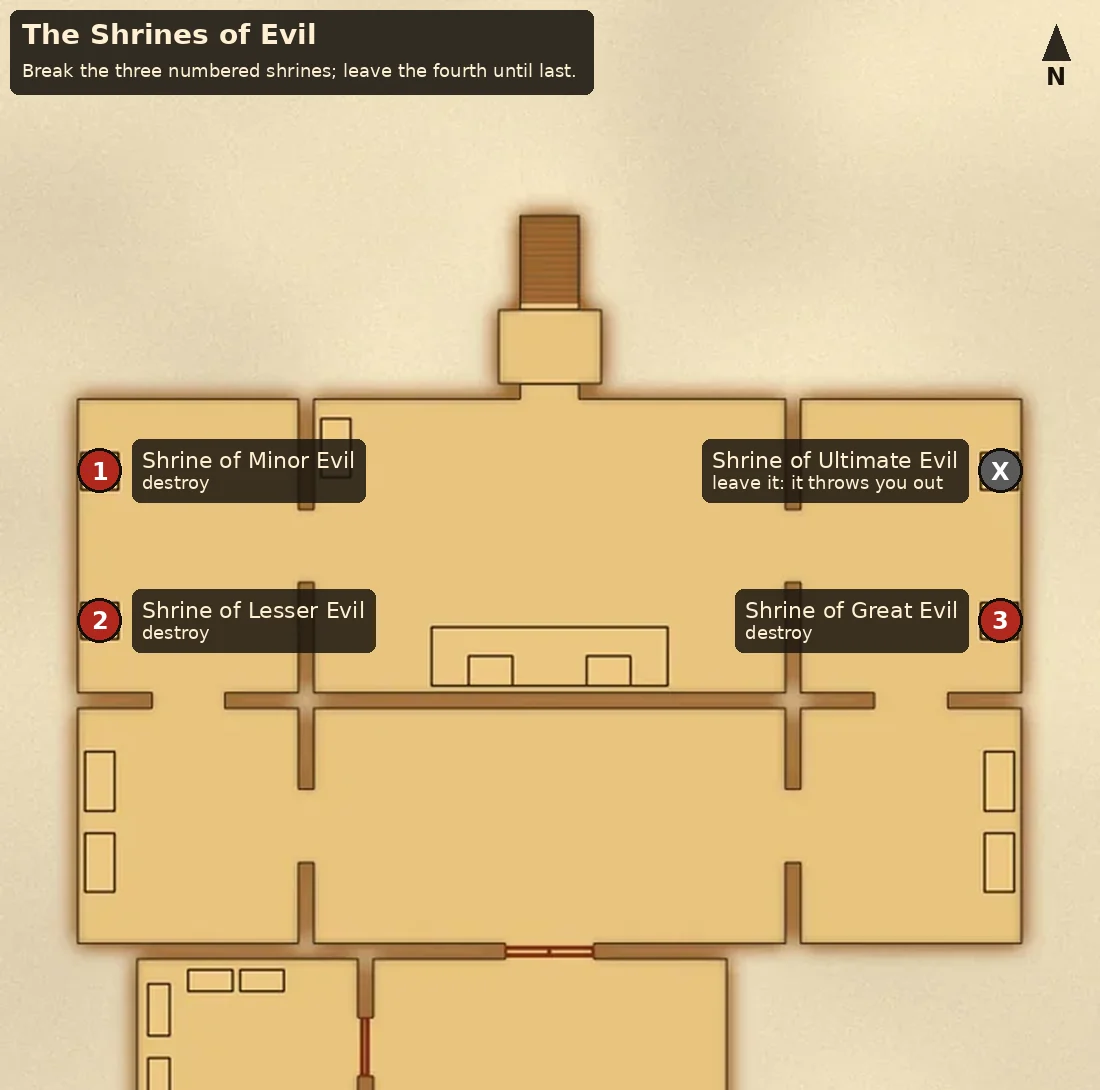 The Shrines of Evil
Break the three numbered shrines; leave the fourth until last.
N
1
Shrine of Minor Evil
destroy
Shrine of Ultimate Evil
leave it: it throws you out
X
2
Shrine of Lesser Evil
destroy
Shrine of Great Evil
destroy
3